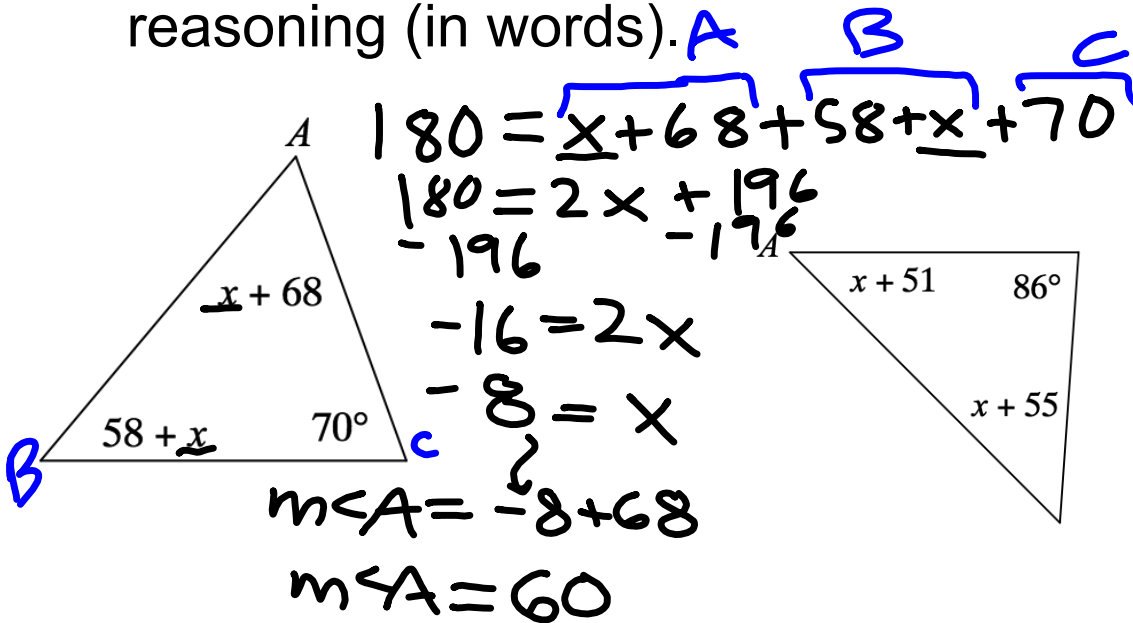 reasoning (in words).
A B C
180 = x + 68 + 58 + x + 70
A
180 = 2x + 196
- 196 - 196
A
x + 51 86°
x + 68
-16 = 2x
-8 = x
x + 55
58 + x 70°
B C
m<A = -8 + 68
m<A = 60